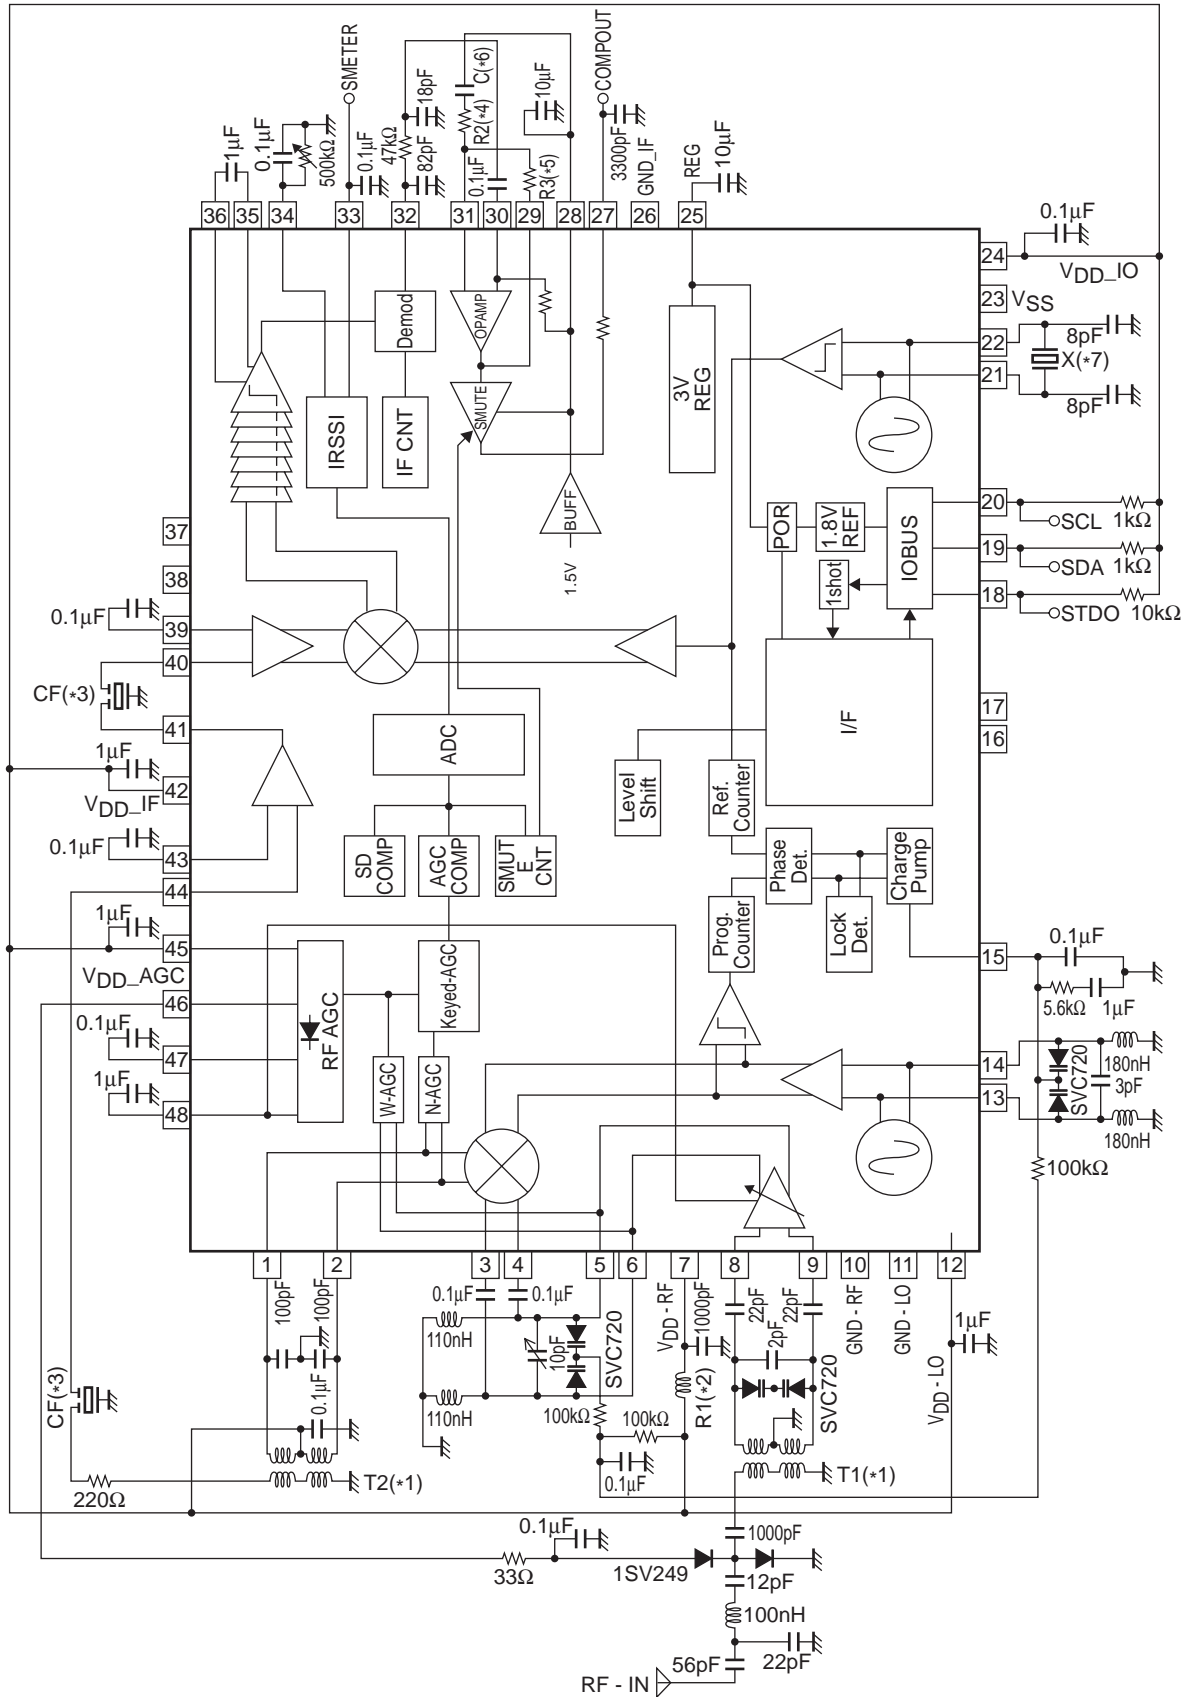 SMETER
COMPOUT
1µF
0.1µF
500kΩ
0.1µF
47kΩ
18pF
82pF
C(*6)
R2(*4)
0.1µF
R3(*5)
10µF
3300pF
GND_IF
REG
10µF
36
35
34
33
32
31
30
29
28
27
26
25
0.1µF
24
VDD_IO
23
VSS
22
8pF
X(*7)
21
8pF
Demod
OPAMP
SMUTE
IRSSI
IF CNT
BUFF
1.5V
3V
REG
POR
1.8V
REF
IOBUS
1shot
20
SCL
1kΩ
19
SDA
1kΩ
18
STDO
10kΩ
37
38
0.1µF
39
40
CF(*3)
41
1µF
42
VDD_IF
0.1µF
43
44
1µF
45
VDD_AGC
46
0.1µF
47
1µF
48
17
16
I/F
ADC
Level
Shift
Ref.
Counter
SD
COMP
AGC
COMP
SMUT
E
CNT
Phase
Det.
Charge
Pump
Prog.
Counter
Lock
Det.
RF AGC
Keyed-AGC
W-AGC
N-AGC
15
0.1µF
5.6kΩ
1µF
14
13
SVC720
180nH
3pF
180nH
100kΩ
1
2
3
4
5
6
7
8
9
10
11
12
100pF
100pF
0.1µF
0.1µF
0.1µF
110nH
110nH
10pF
SVC720
100kΩ
VDD - RF
1000pF
R1(*2)
100kΩ
0.1µF
22pF
22pF
2pF
SVC720
GND - RF
GND - LO
VDD - LO
1µF
CF(*3)
220Ω
T2(*1)
T1(*1)
0.1µF
33Ω
1SV249
1000pF
12pF
100nH
56pF
22pF
RF - IN